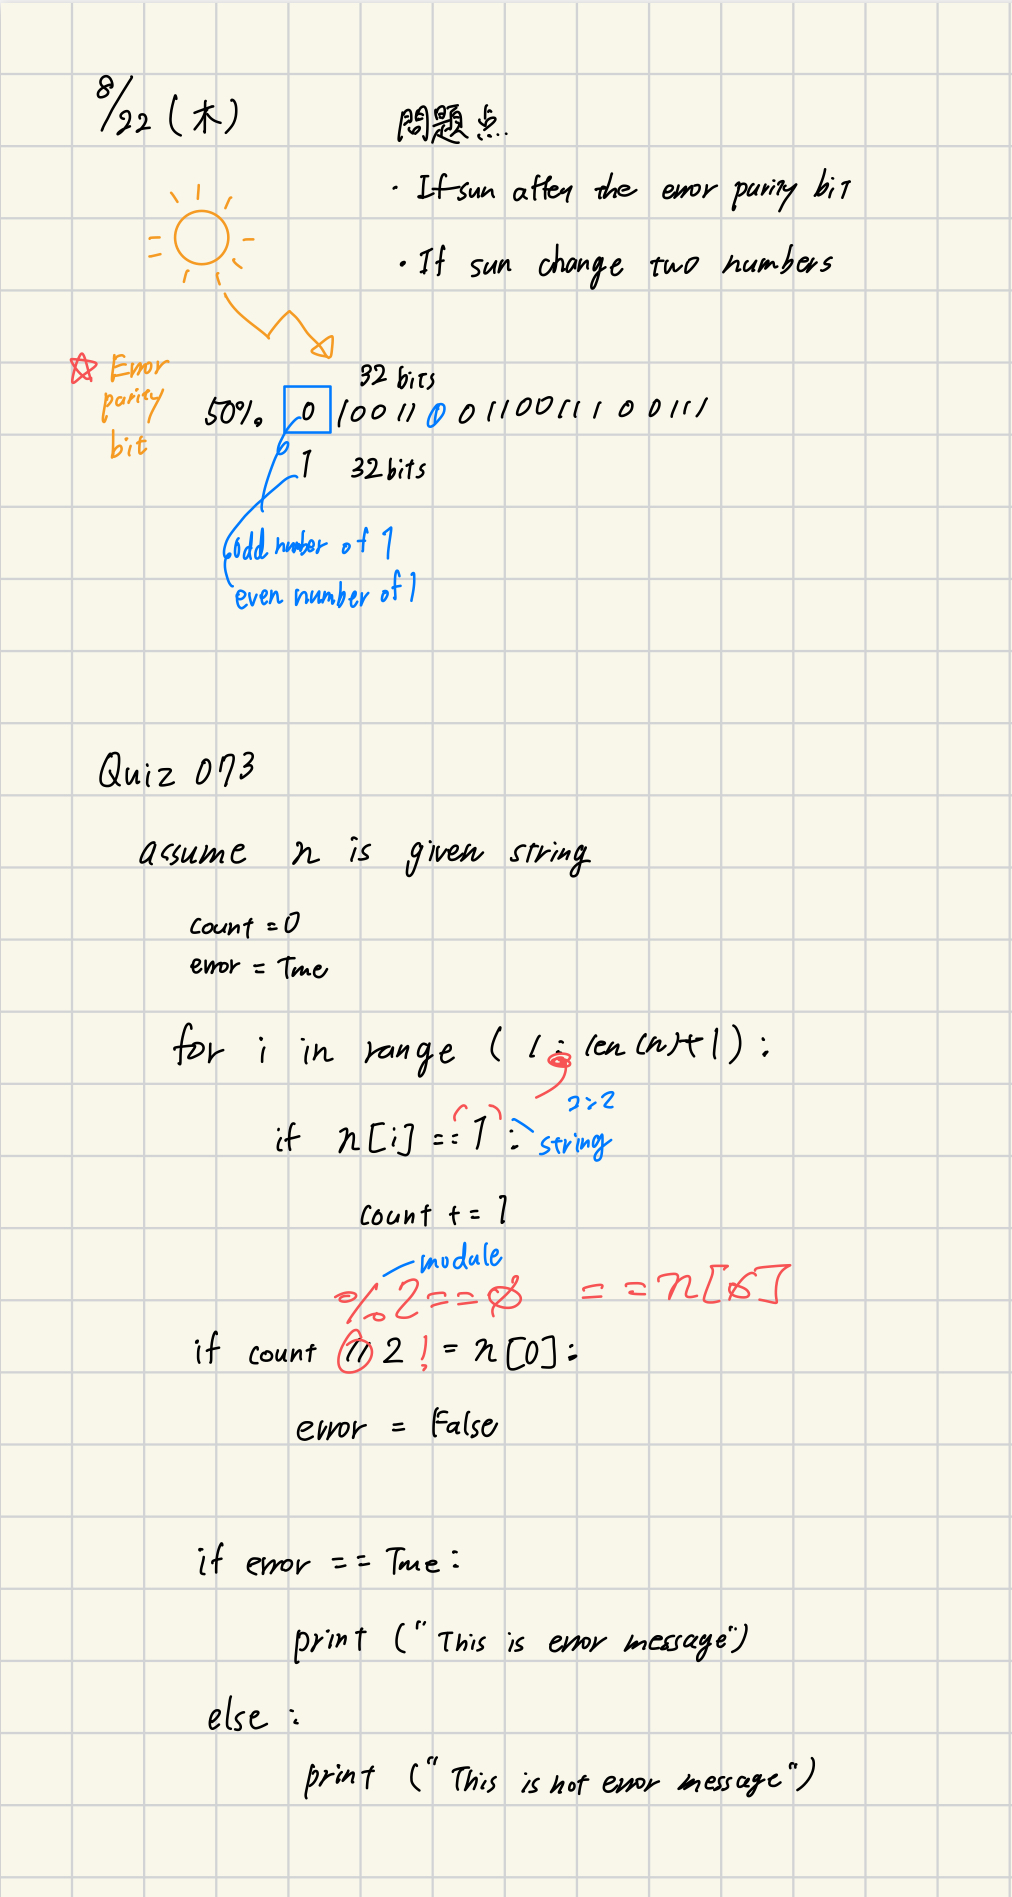 8/22 (木)
問題点
・If sun affey the error purity bit
・If sun change two numbers
☆ Error
parity
bit
32 bits
50%. 0 10011 0 0110011110 0111
1 32bits
odd number of 1
even number of 1
Quiz 073
assume n is given string
count = 0
error = True
for i in range ( 1 : len(n)+1 ) :
2:2
if n[i] == '1' :
string
count += 1
module
%2==0 == n[0]
if count // 2 ! = n[0] :
error = False
if error == True :
print ("This is error message")
else :
print ("This is not error message")